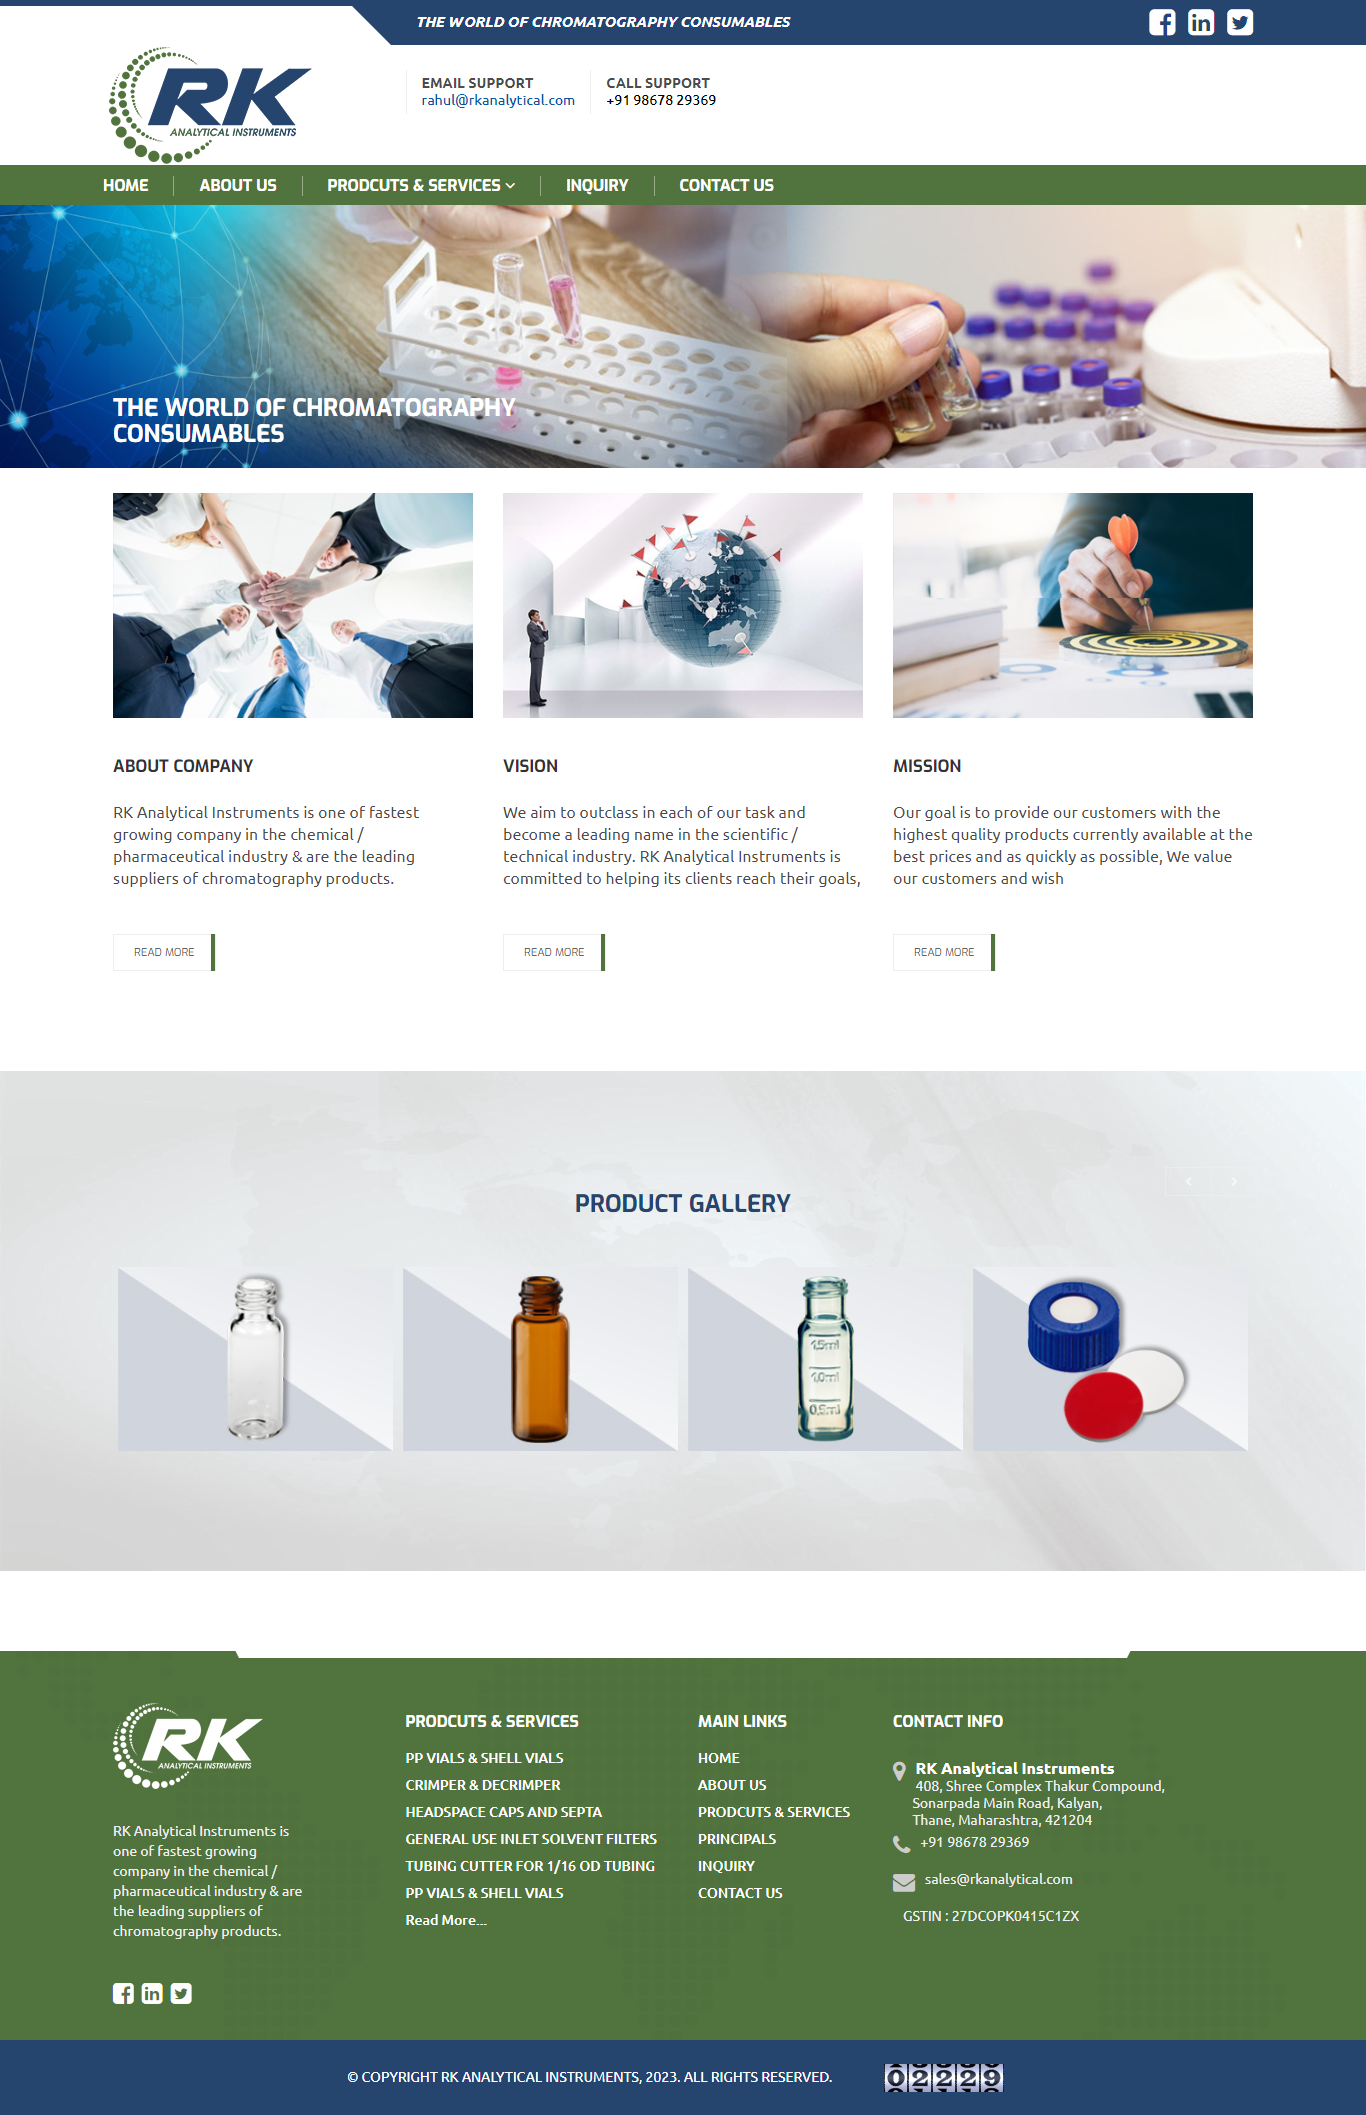 THE WORLD OF CHROMATOGRAPHY CONSUMABLES
RK
ANALYTICAL INSTRUMENTS
EMAIL SUPPORT
rahul@rkanalytical.com
CALL SUPPORT
+91 98678 29369
HOME
ABOUT US
PRODCUTS & SERVICES
INQUIRY
CONTACT US
THE WORLD OF CHROMATOGRAPHY
CONSUMABLES
ABOUT COMPANY
RK Analytical Instruments is one of fastest
growing company in the chemical /
pharmaceutical industry & are the leading
suppliers of chromatography products.
READ MORE
VISION
We aim to outclass in each of our task and
become a leading name in the scientific /
technical industry. RK Analytical Instruments is
committed to helping its clients reach their goals,
READ MORE
MISSION
Our goal is to provide our customers with the
highest quality products currently available at the
best prices and as quickly as possible, We value
our customers and wish
READ MORE
PRODUCT GALLERY
1,5ml
1,0ml
0,5ml
RK
ANALYTICAL INSTRUMENTS
RK Analytical Instruments is
one of fastest growing
company in the chemical /
pharmaceutical industry & are
the leading suppliers of
chromatography products.
PRODCUTS & SERVICES
PP VIALS & SHELL VIALS
CRIMPER & DECRIMPER
HEADSPACE CAPS AND SEPTA
GENERAL USE INLET SOLVENT FILTERS
TUBING CUTTER FOR 1/16 OD TUBING
PP VIALS & SHELL VIALS
Read More...
MAIN LINKS
HOME
ABOUT US
PRODCUTS & SERVICES
PRINCIPALS
INQUIRY
CONTACT US
CONTACT INFO
RK Analytical Instruments
408, Shree Complex Thakur Compound,
Sonarpada Main Road, Kalyan,
Thane, Maharashtra, 421204
+91 98678 29369
sales@rkanalytical.com
GSTIN : 27DCOPK0415C1ZX
© COPYRIGHT RK ANALYTICAL INSTRUMENTS, 2023. ALL RIGHTS RESERVED.
02229